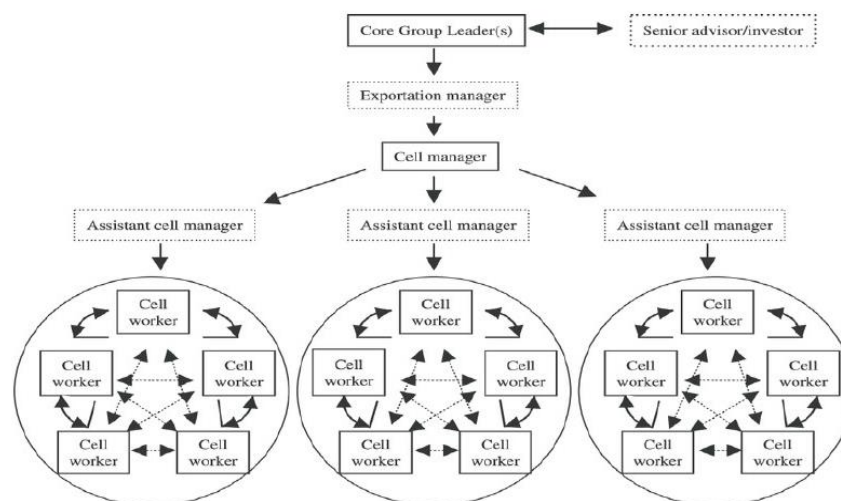 Core Group Leader(s)
Senior advisor/investor
Exportation manager
Cell manager
Assistant cell manager
Assistant cell manager
Assistant cell manager
Cell
worker
Cell
worker
Cell
worker
Cell
worker
Cell
worker
Cell
worker
Cell
worker
Cell
worker
Cell
worker
Cell
worker
Cell
worker
Cell
worker
Cell
worker
Cell
worker
Cell
worker